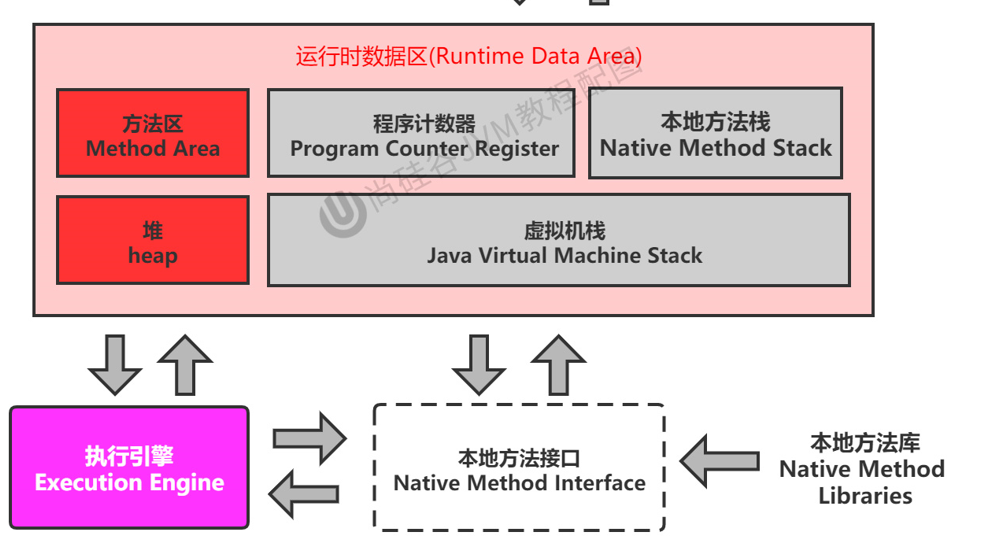 运行时数据区(Runtime Data Area)
方法区
Method Area
程序计数器
Program Counter Register
本地方法栈
Native Method Stack
堆
heap
虚拟机栈
Java Virtual Machine Stack
尚硅谷JVM教程配图
执行引擎
Execution Engine
本地方法接口
Native Method Interface
本地方法库
Native Method
Libraries